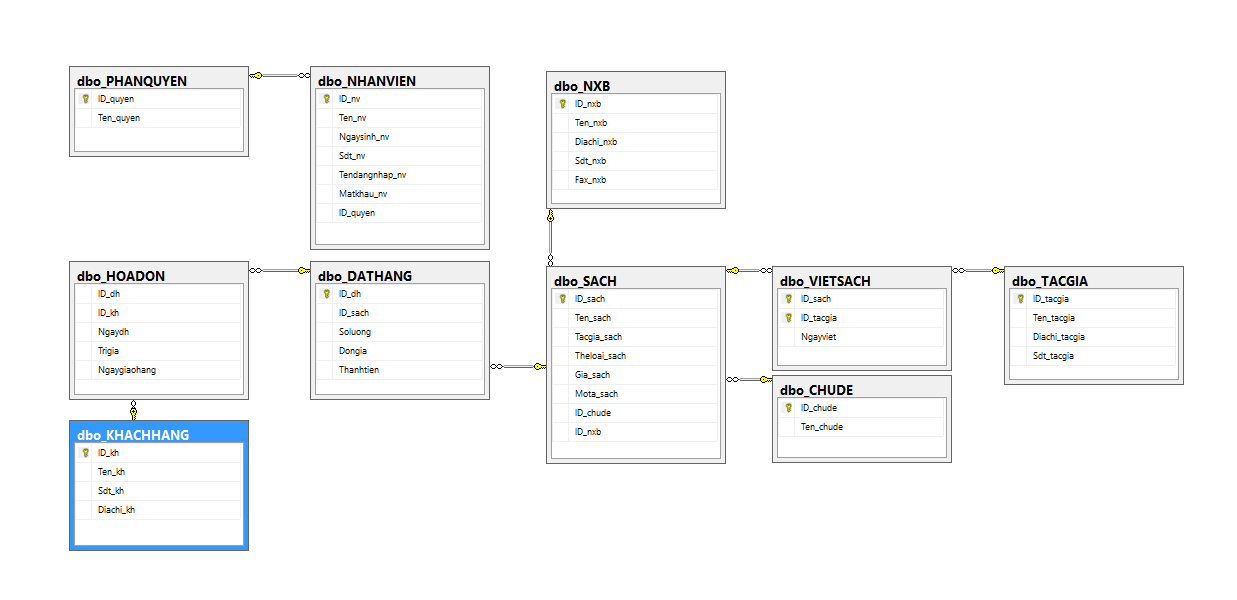 dbo_PHANQUYEN
ID_quyen
Ten_quyen
dbo_NHANVIEN
ID_nv
Ten_nv
Ngaysinh_nv
Sdt_nv
Tendangnhap_nv
Matkhau_nv
ID_quyen
dbo_NXB
ID_nxb
Ten_nxb
Diachi_nxb
Sdt_nxb
Fax_nxb
dbo_HOADON
ID_dh
ID_kh
Ngaydh
Trigia
Ngaygiaohang
dbo_DATHANG
ID_dh
ID_sach
Soluong
Dongia
Thanhtien
dbo_SACH
ID_sach
Ten_sach
Tacgia_sach
Theloai_sach
Gia_sach
Mota_sach
ID_chude
ID_nxb
dbo_VIETSACH
ID_sach
ID_tacgia
Ngayviet
dbo_TACGIA
ID_tacgia
Ten_tacgia
Diachi_tacgia
Sdt_tacgia
dbo_CHUDE
ID_chude
Ten_chude
dbo_KHACHHANG
ID_kh
Ten_kh
Sdt_kh
Diachi_kh